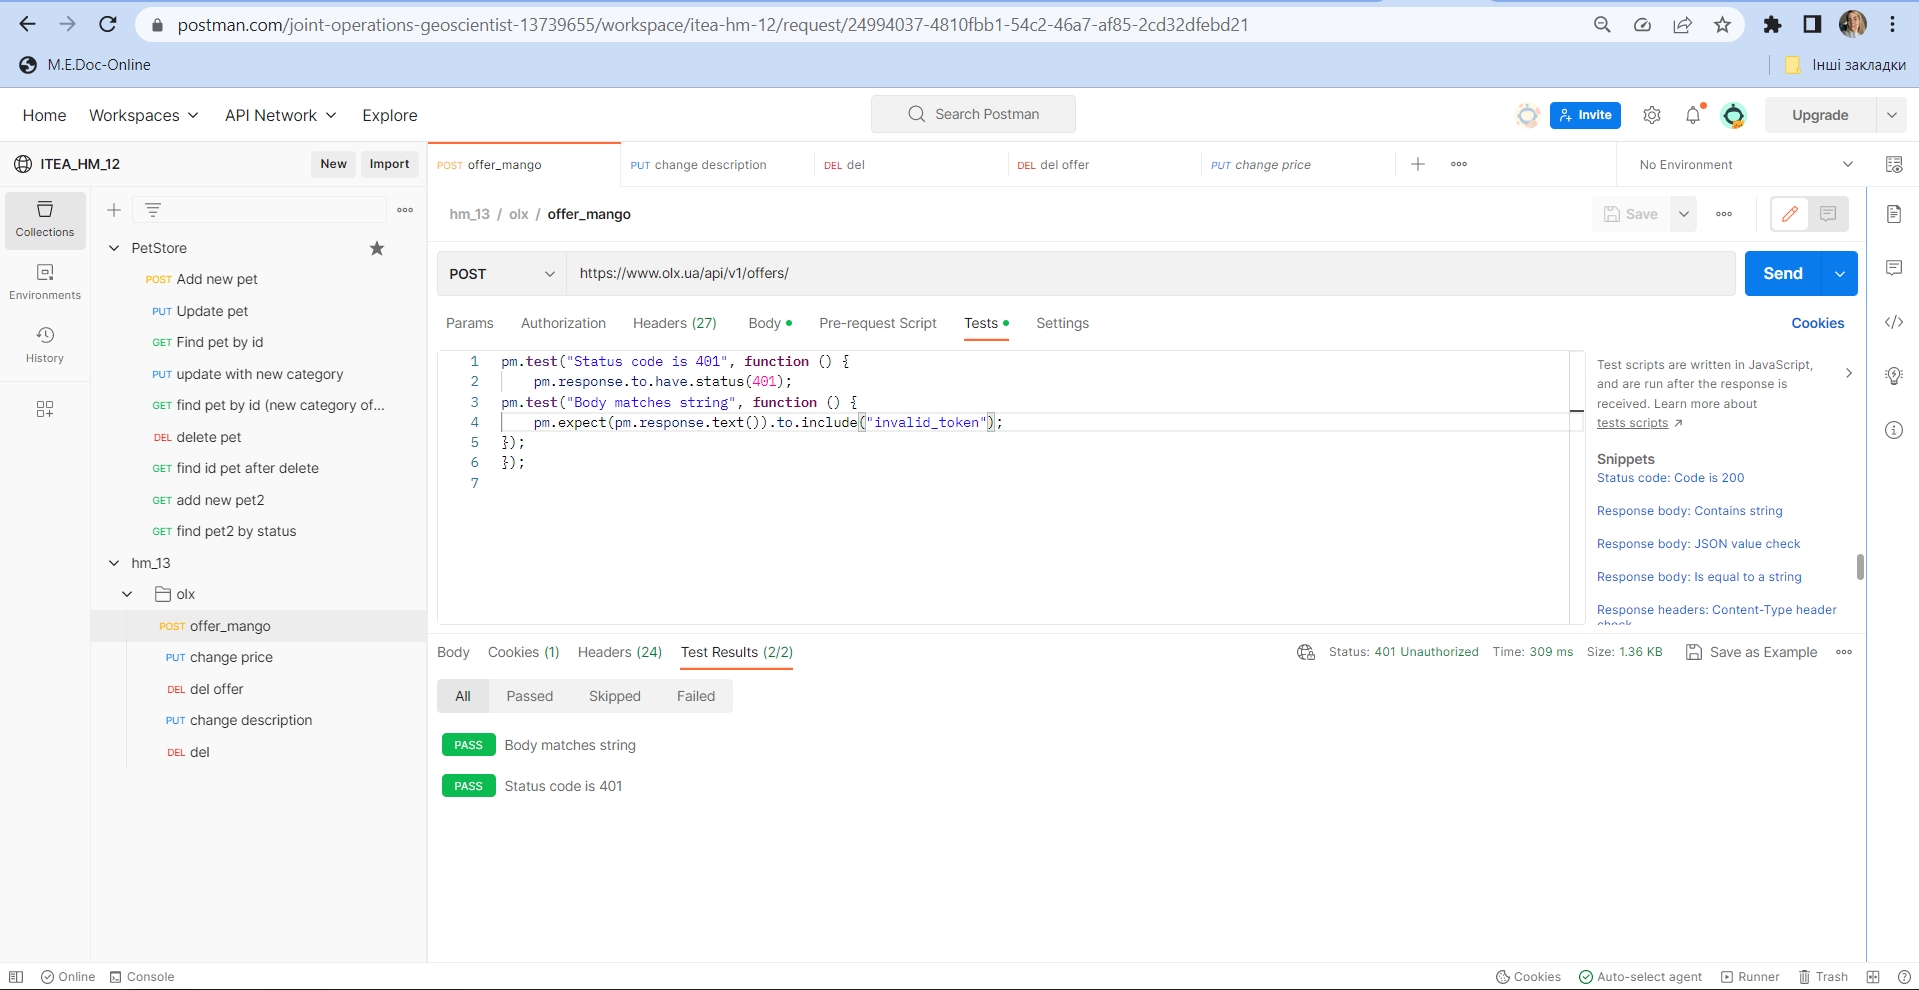 postman.com/joint-operations-geoscientist-13739655/workspace/itea-hm-12/request/24994037-4810fbb1-54c2-46a7-af85-2cd32dfebd21
M.E.Doc-Online
Інші закладки
Home Workspaces API Network Explore
Search Postman
Invite
Upgrade
ITEA_HM_12
New Import
POST offer_mango
PUT change description
DEL del
DEL del offer
PUT change price
No Environment
Collections
Environments
History
PetStore
POST Add new pet
PUT Update pet
GET Find pet by id
PUT update with new category
GET find pet by id (new category of...
DEL delete pet
GET find id pet after delete
GET add new pet2
GET find pet2 by status
hm_13
olx
POST offer_mango
PUT change price
DEL del offer
PUT change description
DEL del
hm_13 / olx / offer_mango
Save
POST
https://www.olx.ua/api/v1/offers/
Send
Params Authorization Headers (27) Body Pre-request Script Tests Settings
Cookies
1 pm.test("Status code is 401", function () {
2 pm.response.to.have.status(401);
3 pm.test("Body matches string", function () {
4 pm.expect(pm.response.text()).to.include("invalid_token");
5 });
6 });
7
Test scripts are written in JavaScript,
and are run after the response is
received. Learn more about
tests scripts
Snippets
Status code: Code is 200
Response body: Contains string
Response body: JSON value check
Response body: Is equal to a string
Response headers: Content-Type header
check
Body Cookies (1) Headers (24) Test Results (2/2)
Status: 401 Unauthorized Time: 309 ms Size: 1.36 KB
Save as Example
All Passed Skipped Failed
PASS Body matches string
PASS Status code is 401
Online
Console
Cookies
Auto-select agent
Runner
Trash